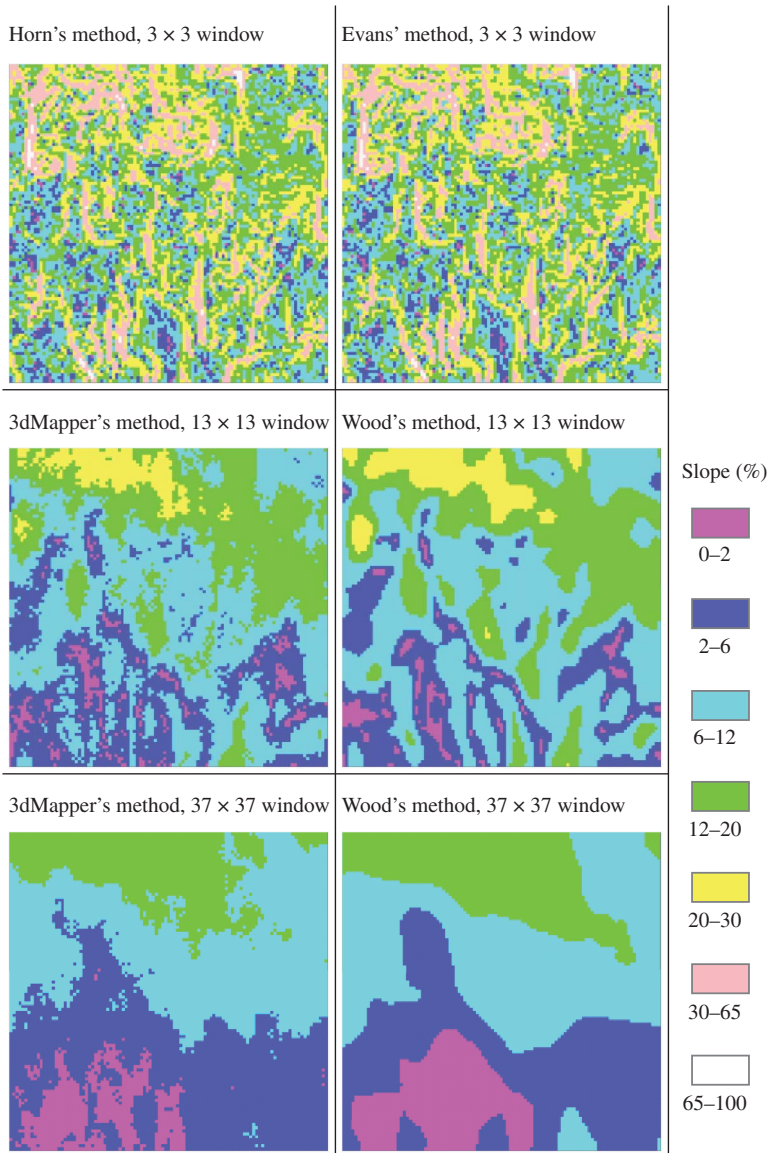 Horn's method, 3 × 3 window
Evans' method, 3 × 3 window
3dMapper's method, 13 × 13 window
Wood's method, 13 × 13 window
3dMapper's method, 37 × 37 window
Wood's method, 37 × 37 window
Slope (%)
0–2
2–6
6–12
12–20
20–30
30–65
65–100